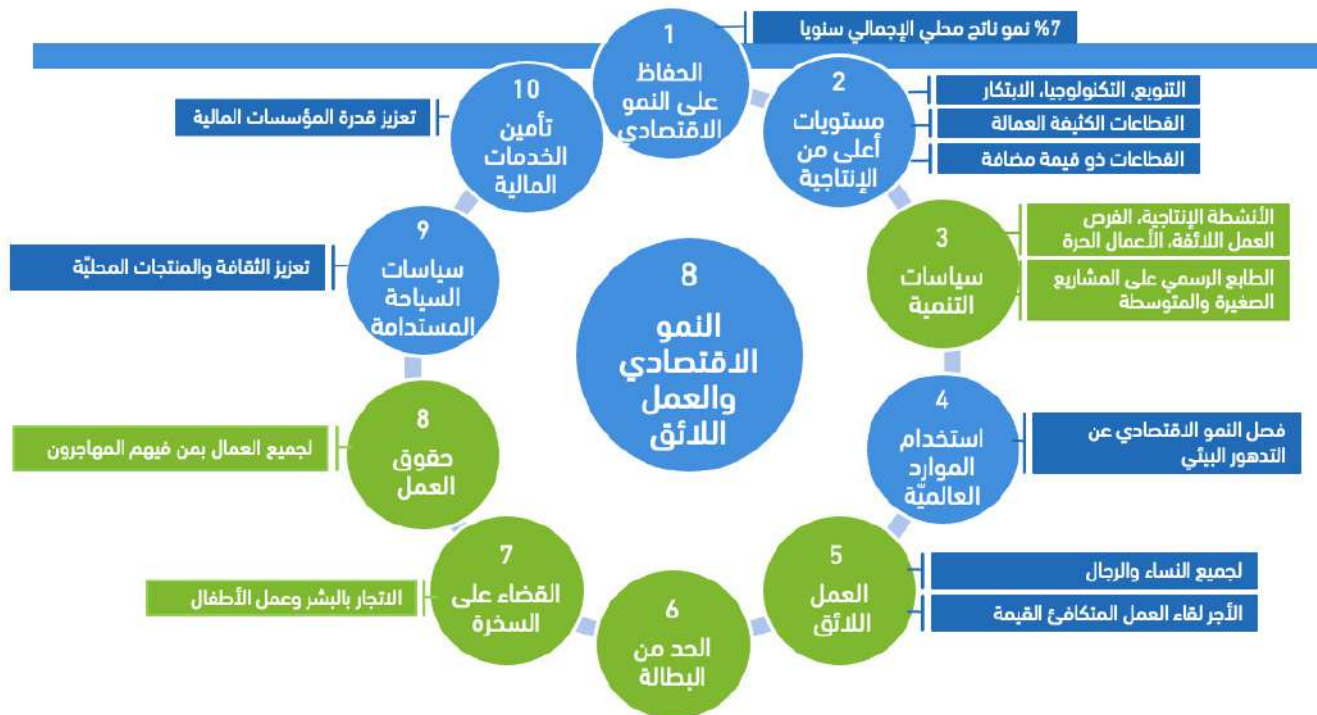 8
النمو
الاقتصادي
والعمل
اللائق
1
الحفاظ
على النمو
الاقتصادي
%7 نمو ناتج محلي الإجمالي سنويا
2
مستويات
أعلى من
الإنتاجية
التنويع، التكنولوجيا، الابتكار
القطاعات الكثيفة العمالة
القطاعات ذو قيمة مضافة
3
سياسات
التنمية
الأنشطة الإنتاجية، الفرص
العمل اللائقة، الأعمال الحرة
الطابع الرسمي على المشاريع
الصغيرة والمتوسطة
4
استخدام
الموارد
العالميّة
فصل النمو الاقتصادي عن
التدهور البيئي
5
العمل
اللائق
لجميع النساء والرجال
الأجر لقاء العمل المتكافئ القيمة
6
الحد من
البطالة
7
القضاء على
السخرة
الاتجار بالبشر وعمل الأطفال
8
حقوق
العمل
لجميع العمال بمن فيهم المهاجرون
9
سياسات
السياحة
المستدامة
تعزيز الثقافة والمنتجات المحليّة
10
تأمين
الخدمات
المالية
تعزيز قدرة المؤسسات المالية